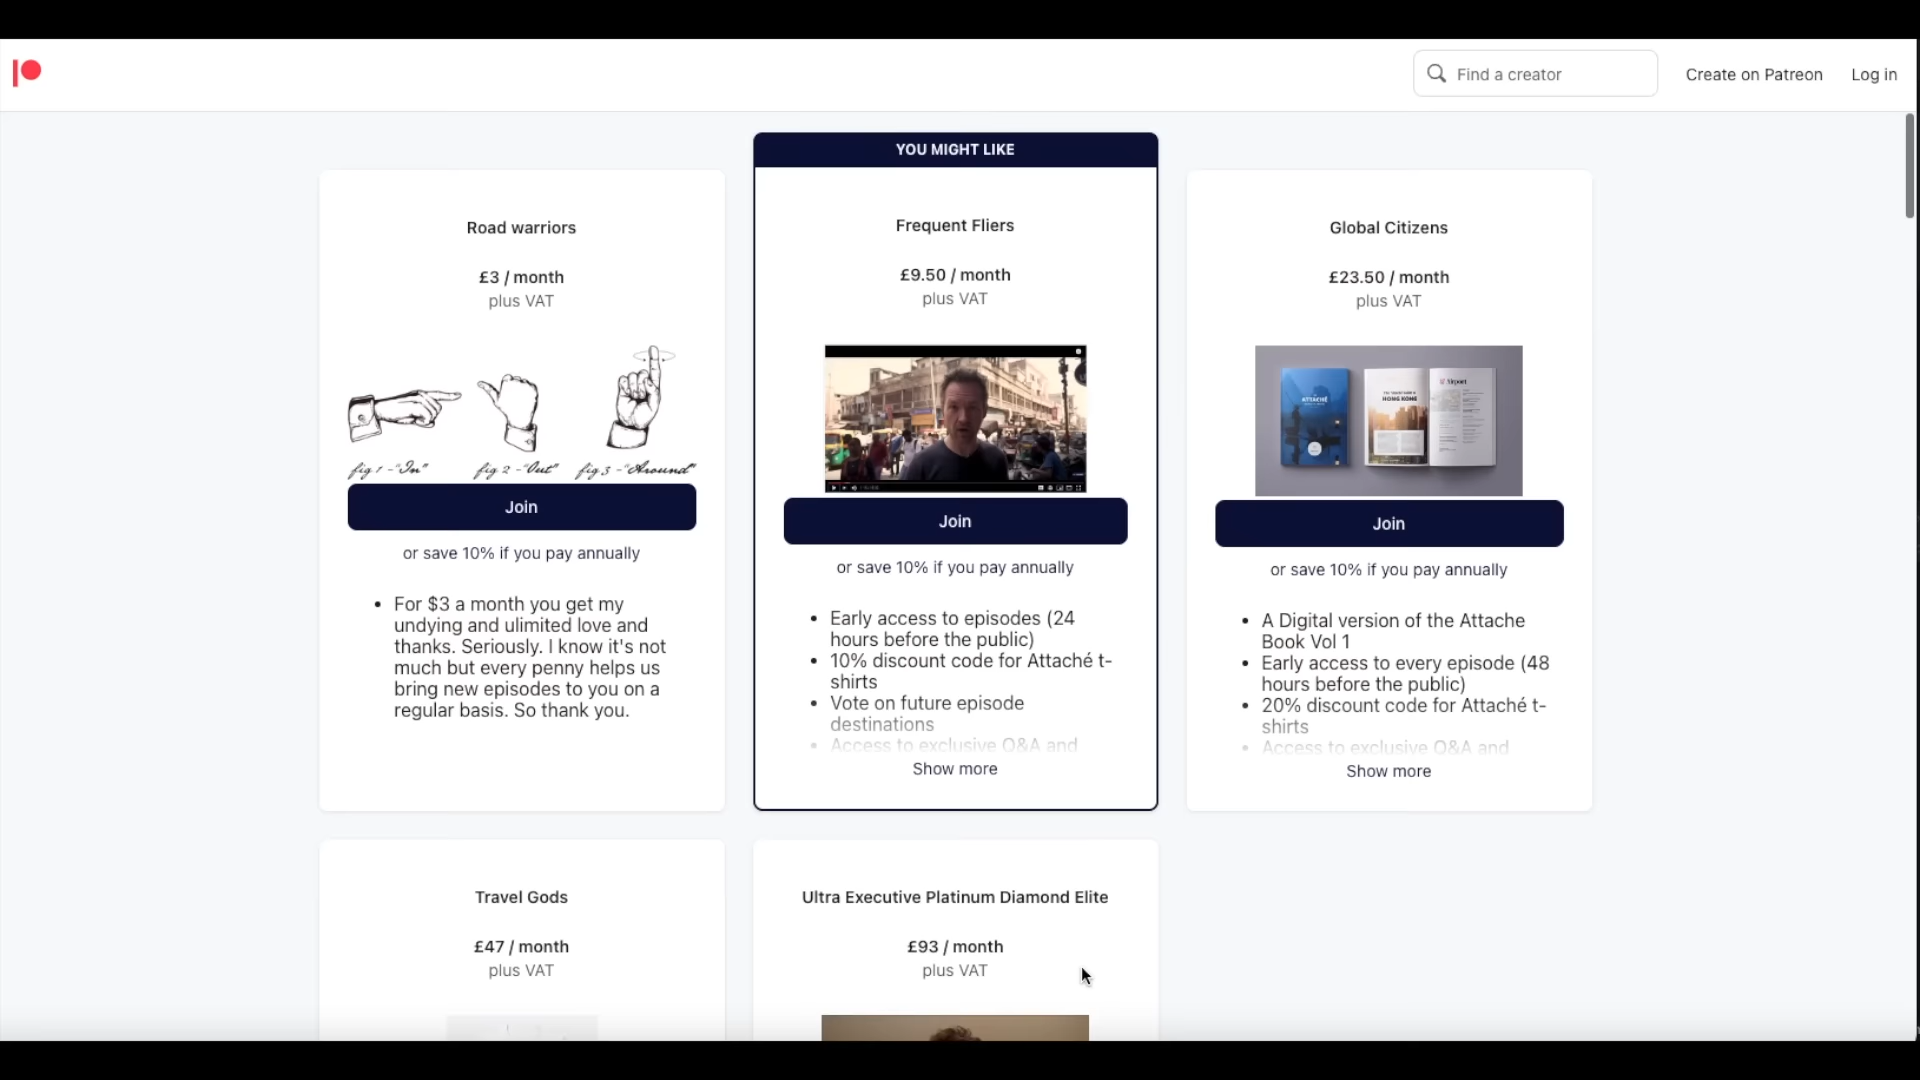 Find a creator
Create on Patreon
Log in
YOU MIGHT LIKE
Road warriors
£3 / month
plus VAT
fig 1 -"In"
fig 2 -"Out"
fig 3 -"Around"
Join
or save 10% if you pay annually
For $3 a month you get my
undying and ulimited love and
thanks. Seriously. I know it's not
much but every penny helps us
bring new episodes to you on a
regular basis. So thank you.
Frequent Fliers
£9.50 / month
plus VAT
Join
or save 10% if you pay annually
Early access to episodes (24
hours before the public)
10% discount code for Attaché t-
shirts
Vote on future episode
destinations
Access to exclusive Q&A and
Show more
Global Citizens
£23.50 / month
plus VAT
ATTACHÉ
HONG KONG
Airport
Join
or save 10% if you pay annually
A Digital version of the Attache
Book Vol 1
Early access to every episode (48
hours before the public)
20% discount code for Attaché t-
shirts
Access to exclusive Q&A and
Show more
Travel Gods
£47 / month
plus VAT
Ultra Executive Platinum Diamond Elite
£93 / month
plus VAT